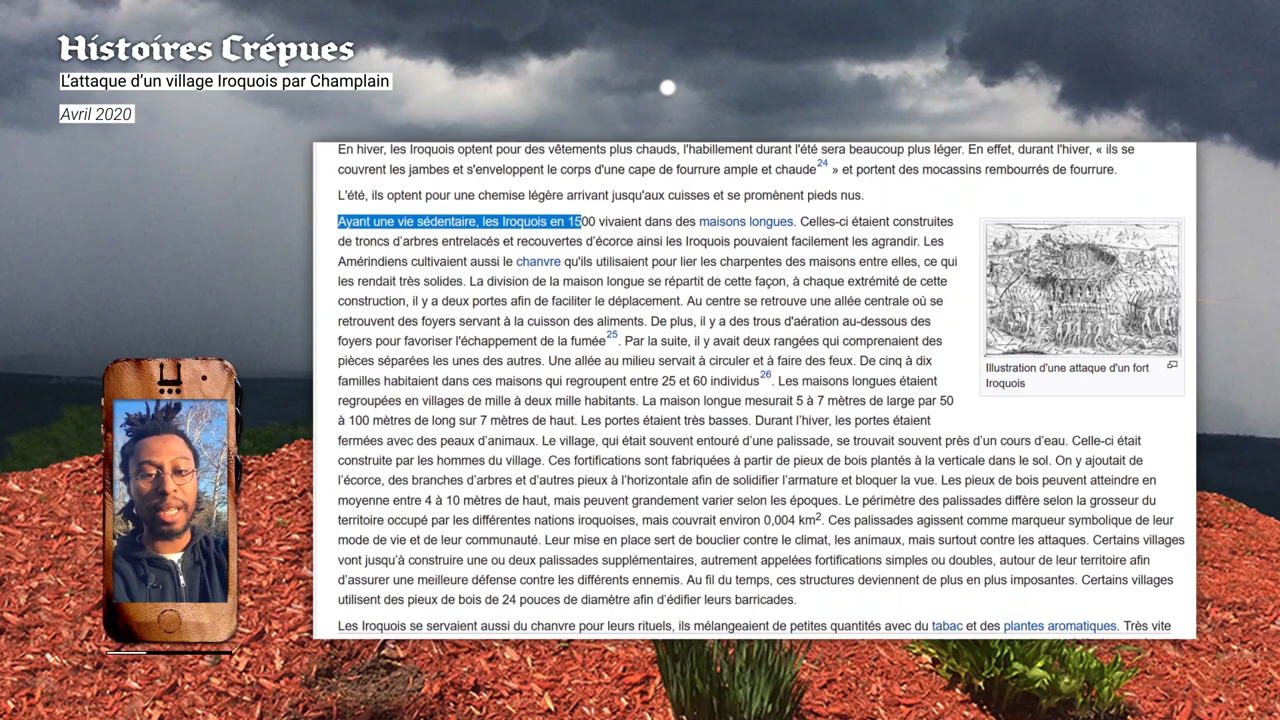 Histoires Crépues
L'attaque d'un village Iroquois par Champlain
Avril 2020
En hiver, les Iroquois optent pour des vêtements plus chauds, l'habillement durant l'été sera beaucoup plus léger. En effet, durant l'hiver, « ils se
couvrent les jambes et s'enveloppent le corps d'une cape de fourrure ample et chaude24 » et portent des mocassins rembourrés de fourrure.
L'été, ils optent pour une chemise légère arrivant jusqu'aux cuisses et se promènent pieds nus.
Ayant une vie sédentaire, les Iroquois en 1500 vivaient dans des maisons longues. Celles-ci étaient construites
de troncs d'arbres entrelacés et recouvertes d'écorce ainsi les Iroquois pouvaient facilement les agrandir. Les
Amérindiens cultivaient aussi le chanvre qu'ils utilisaient pour lier les charpentes des maisons entre elles, ce qui
les rendait très solides. La division de la maison longue se répartit de cette façon, à chaque extrémité de cette
construction, il y a deux portes afin de faciliter le déplacement. Au centre se retrouve une allée centrale où se
retrouvent des foyers servant à la cuisson des aliments. De plus, il y a des trous d'aération au-dessous des
foyers pour favoriser l'échappement de la fumée25. Par la suite, il y avait deux rangées qui comprenaient des
pièces séparées les unes des autres. Une allée au milieu servait à circuler et à faire des feux. De cinq à dix
familles habitaient dans ces maisons qui regroupent entre 25 et 60 individus26. Les maisons longues étaient
regroupées en villages de mille à deux mille habitants. La maison longue mesurait 5 à 7 mètres de large par 50
à 100 mètres de long sur 7 mètres de haut. Les portes étaient très basses. Durant l'hiver, les portes étaient
fermées avec des peaux d'animaux. Le village, qui était souvent entouré d'une palissade, se trouvait souvent près d'un cours d'eau. Celle-ci était
construite par les hommes du village. Ces fortifications sont fabriquées à partir de pieux de bois plantés à la verticale dans le sol. On y ajoutait de
l'écorce, des branches d'arbres et d'autres pieux à l'horizontale afin de solidifier l'armature et bloquer la vue. Les pieux de bois peuvent atteindre en
moyenne entre 4 à 10 mètres de haut, mais peuvent grandement varier selon les époques. Le périmètre des palissades diffère selon la grosseur du
territoire occupé par les différentes nations iroquoises, mais couvrait environ 0,004 km2. Ces palissades agissent comme marqueur symbolique de leur
mode de vie et de leur communauté. Leur mise en place sert de bouclier contre le climat, les animaux, mais surtout contre les attaques. Certains villages
vont jusqu'à construire une ou deux palissades supplémentaires, autrement appelées fortifications simples ou doubles, autour de leur territoire afin
d'assurer une meilleure défense contre les différents ennemis. Au fil du temps, ces structures deviennent de plus en plus imposantes. Certains villages
utilisent des pieux de bois de 24 pouces de diamètre afin d'édifier leurs barricades.
Les Iroquois se servaient aussi du chanvre pour leurs rituels, ils mélangeaient de petites quantités avec du tabac et des plantes aromatiques. Très vite
Illustration d'une attaque d'un fort
Iroquois